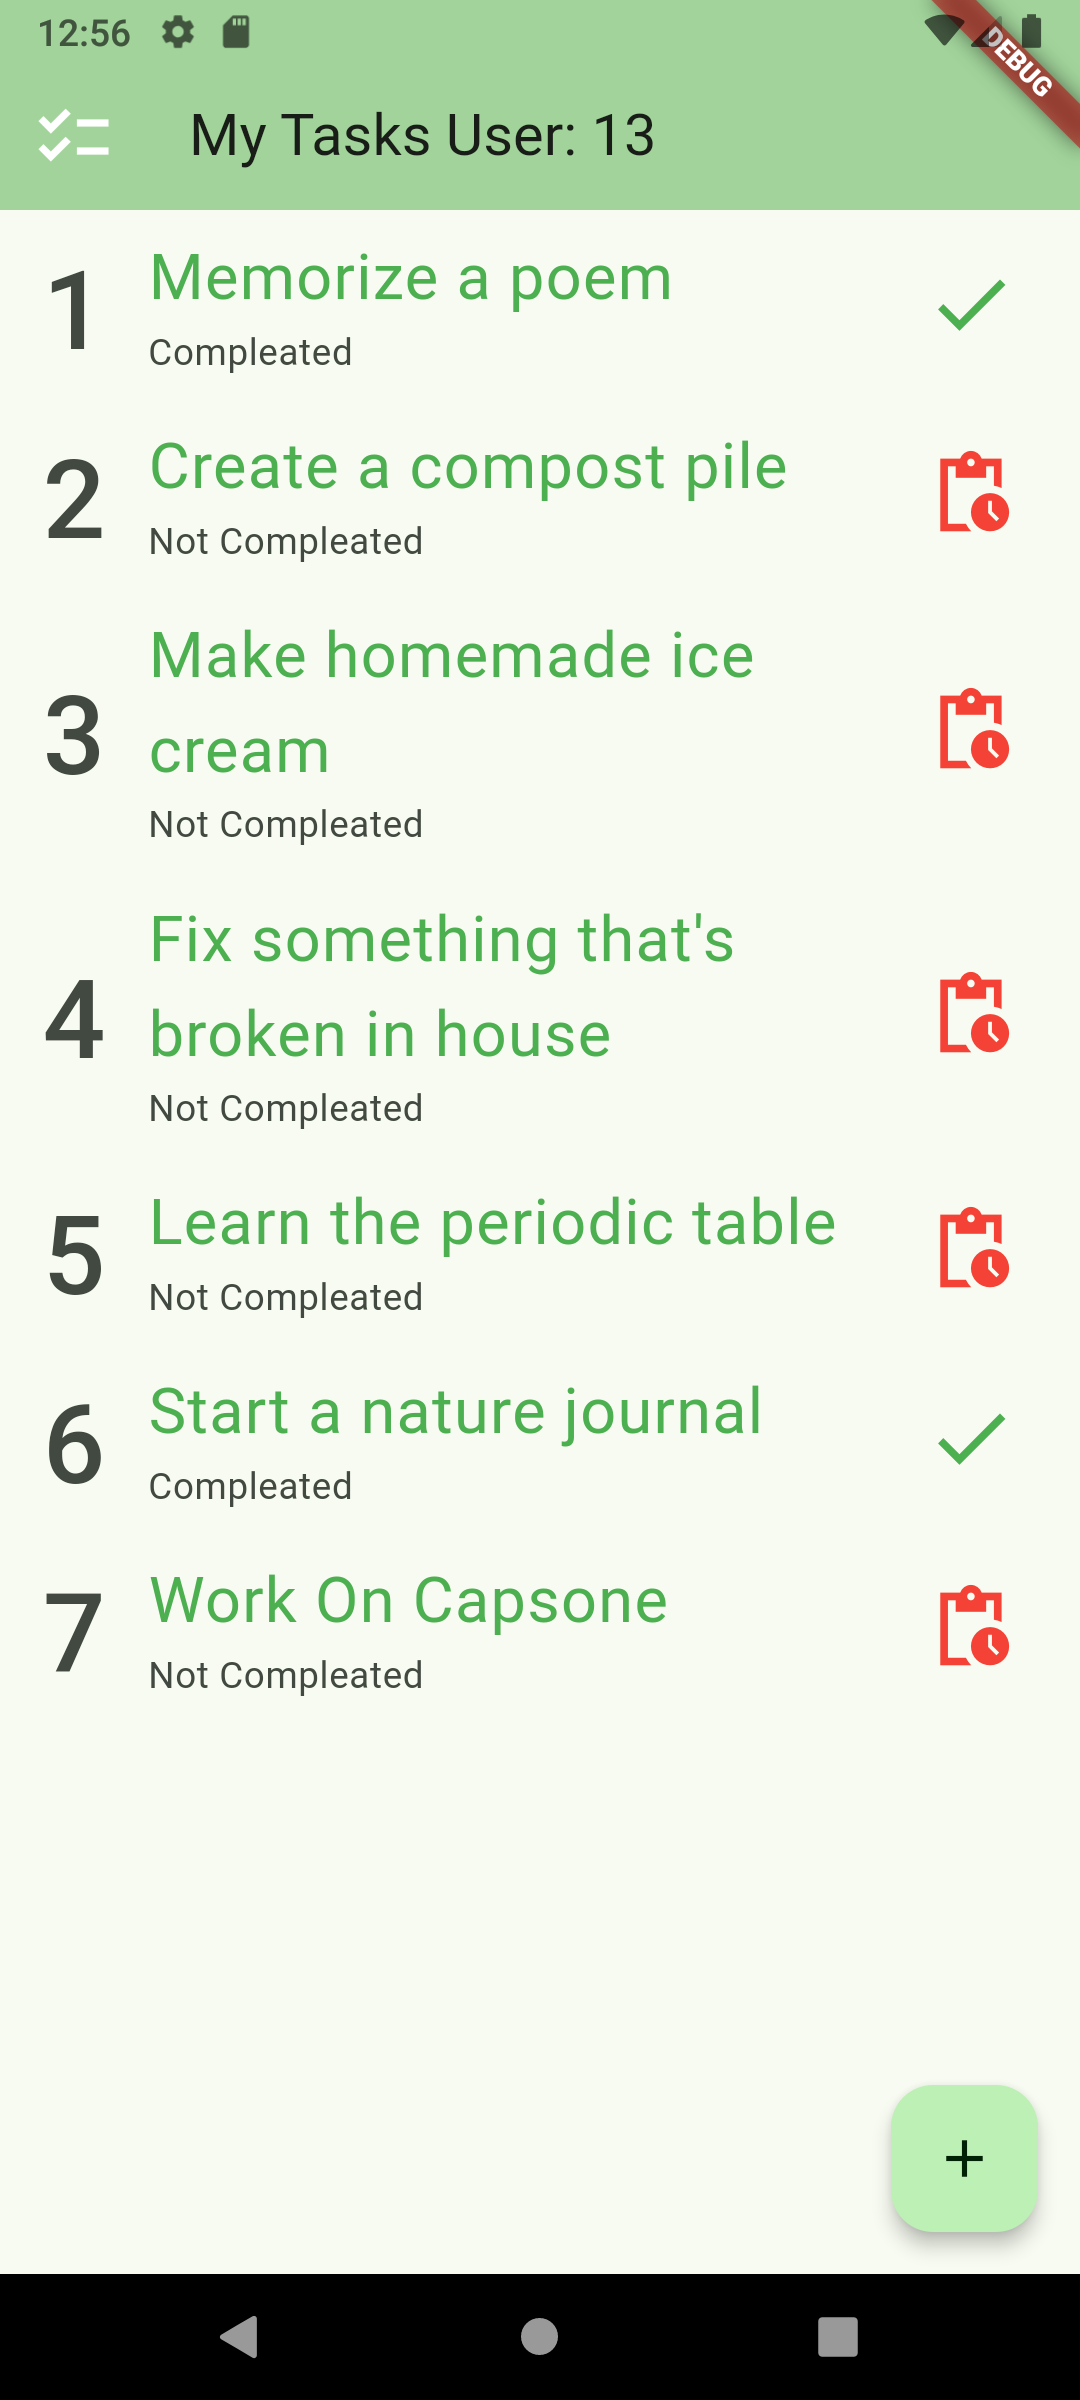 12:56
DEBUG
My Tasks User: 13
1
Memorize a poem
Compleated
2
Create a compost pile
Not Compleated
3
Make homemade ice
cream
Not Compleated
4
Fix something that's
broken in house
Not Compleated
5
Learn the periodic table
Not Compleated
6
Start a nature journal
Compleated
7
Work On Capsone
Not Compleated
+